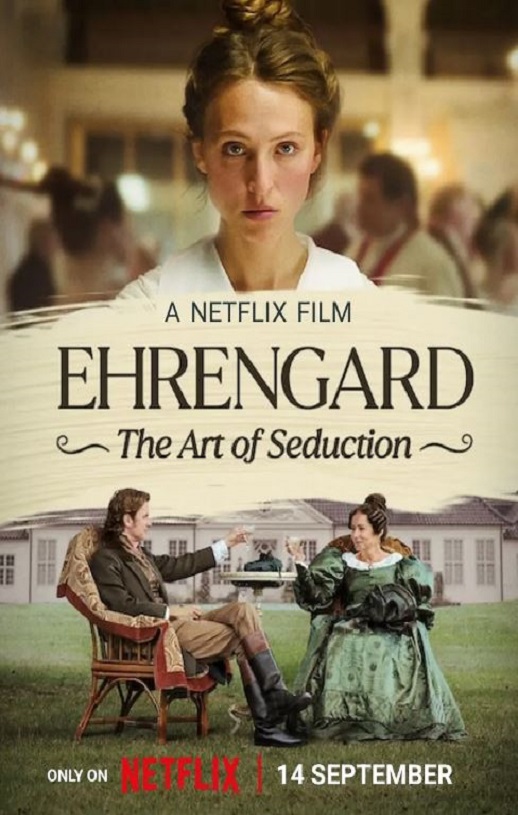 A NETFLIX FILM
EHRENGARD
The Art of Seduction
ONLY ON NETFLIX | 14 SEPTEMBER